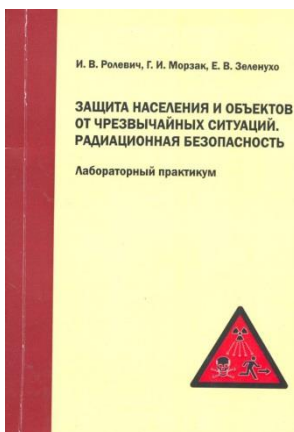 И. В. Ролевич, Г. И. Морзак, Е. В. Зеленухо
ЗАЩИТА НАСЕЛЕНИЯ И ОБЪЕКТОВ
ОТ ЧРЕЗВЫЧАЙНЫХ СИТУАЦИЙ.
РАДИАЦИОННАЯ БЕЗОПАСНОСТЬ
Лабораторный практикум